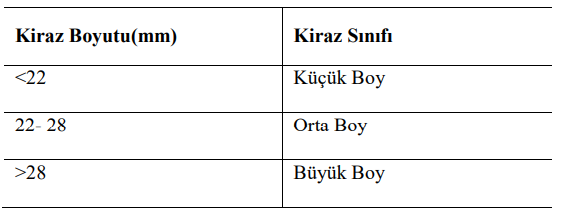 Kiraz Boyutu(mm) Kiraz Sınıfı
<22 Küçük Boy
22- 28 Orta Boy
>28 Büyük Boy